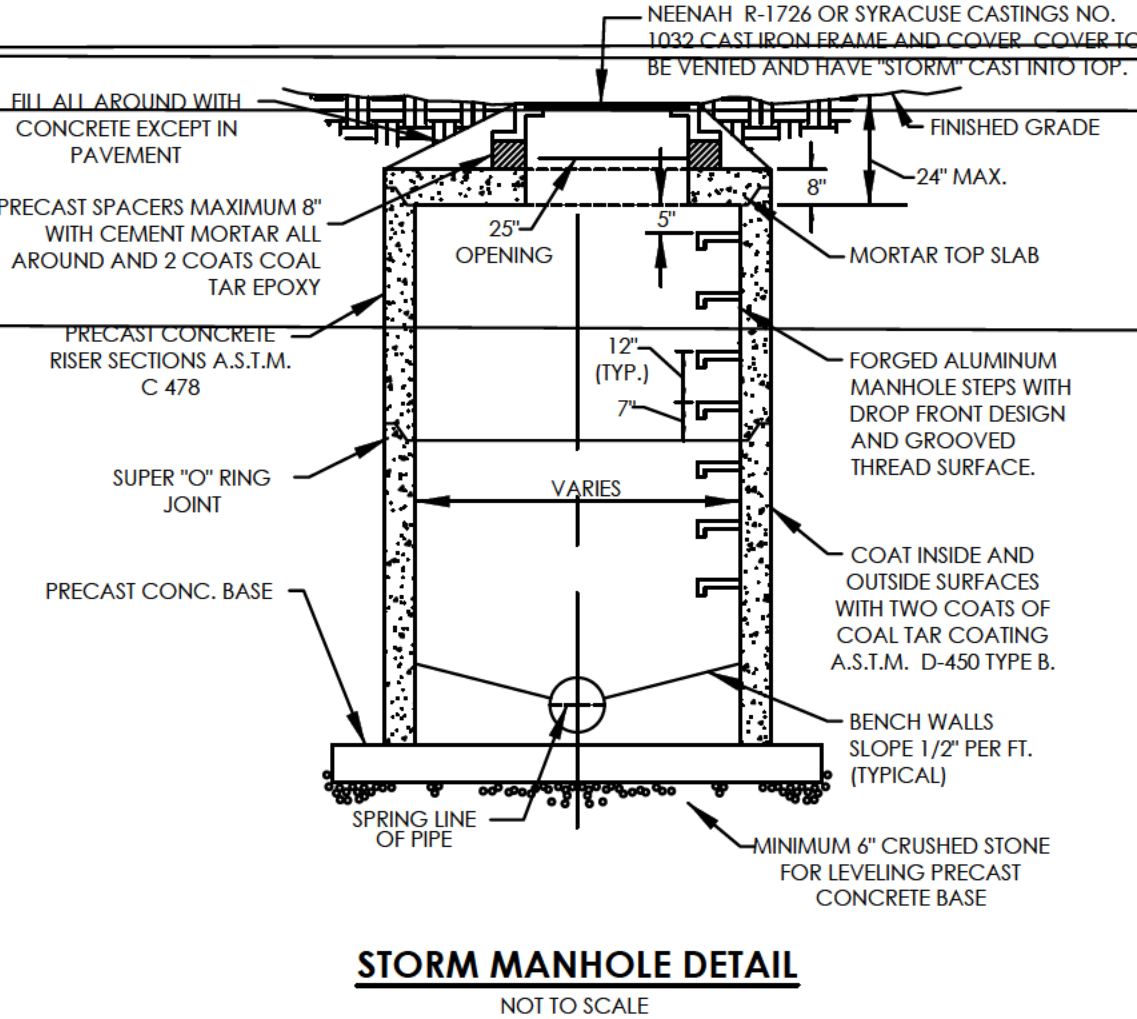 NEENAH R-1726 OR SYRACUSE CASTINGS NO.
1032 CAST IRON FRAME AND COVER COVER TO
BE VENTED AND HAVE "STORM" CAST INTO TOP.
FILL ALL AROUND WITH
CONCRETE EXCEPT IN
PAVEMENT
FINISHED GRADE
24" MAX.
8"
PRECAST SPACERS MAXIMUM 8"
WITH CEMENT MORTAR ALL
AROUND AND 2 COATS COAL
TAR EPOXY
25"
OPENING
5"
MORTAR TOP SLAB
PRECAST CONCRETE
RISER SECTIONS A.S.T.M.
C 478
12"
(TYP.)
7"
FORGED ALUMINUM
MANHOLE STEPS WITH
DROP FRONT DESIGN
AND GROOVED
THREAD SURFACE.
SUPER "O" RING
JOINT
VARIES
PRECAST CONC. BASE
COAT INSIDE AND
OUTSIDE SURFACES
WITH TWO COATS OF
COAL TAR COATING
A.S.T.M. D-450 TYPE B.
BENCH WALLS
SLOPE 1/2" PER FT.
(TYPICAL)
SPRING LINE
OF PIPE
MINIMUM 6" CRUSHED STONE
FOR LEVELING PRECAST
CONCRETE BASE
STORM MANHOLE DETAIL
NOT TO SCALE